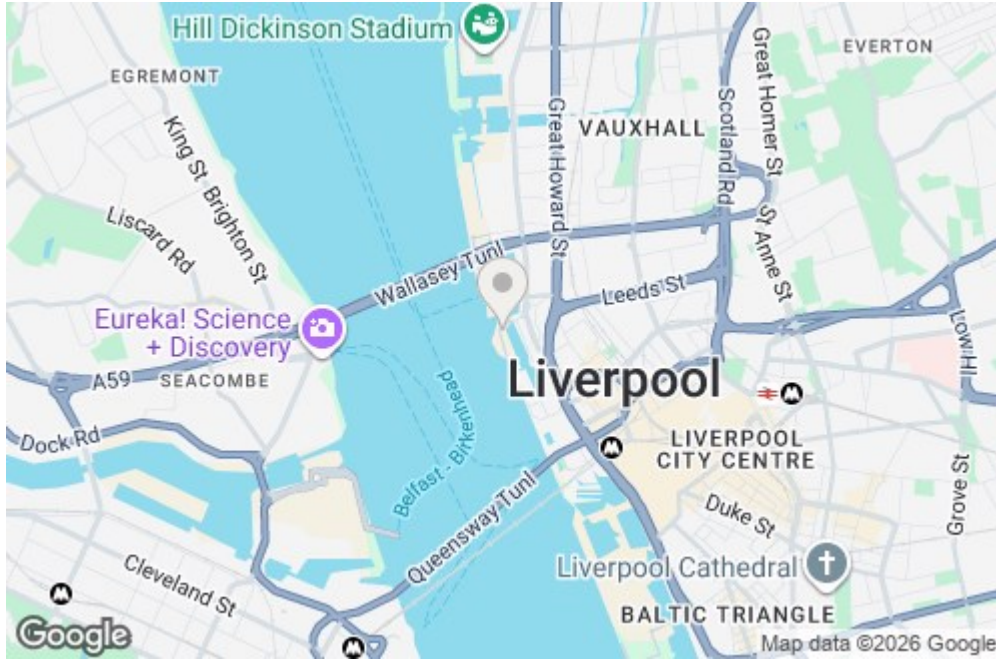 Hill Dickinson Stadium
EVERTON
EGREMONT
Great Homer St
Scotland Rd
VAUXHALL
Great Howard St
King St
Brighton St
Liscard Rd
St Anne St
Wallasey Tunl
Leeds St
Eureka! Science
+ Discovery
Low Hl
A59
SEACOMBE
Liverpool
Belfast - Birkenhead
Dock Rd
LIVERPOOL
CITY CENTRE
Grove St
Duke St
Queensway Tunl
Cleveland St
Liverpool Cathedral
BALTIC TRIANGLE
Google
Map data ©2026 Google